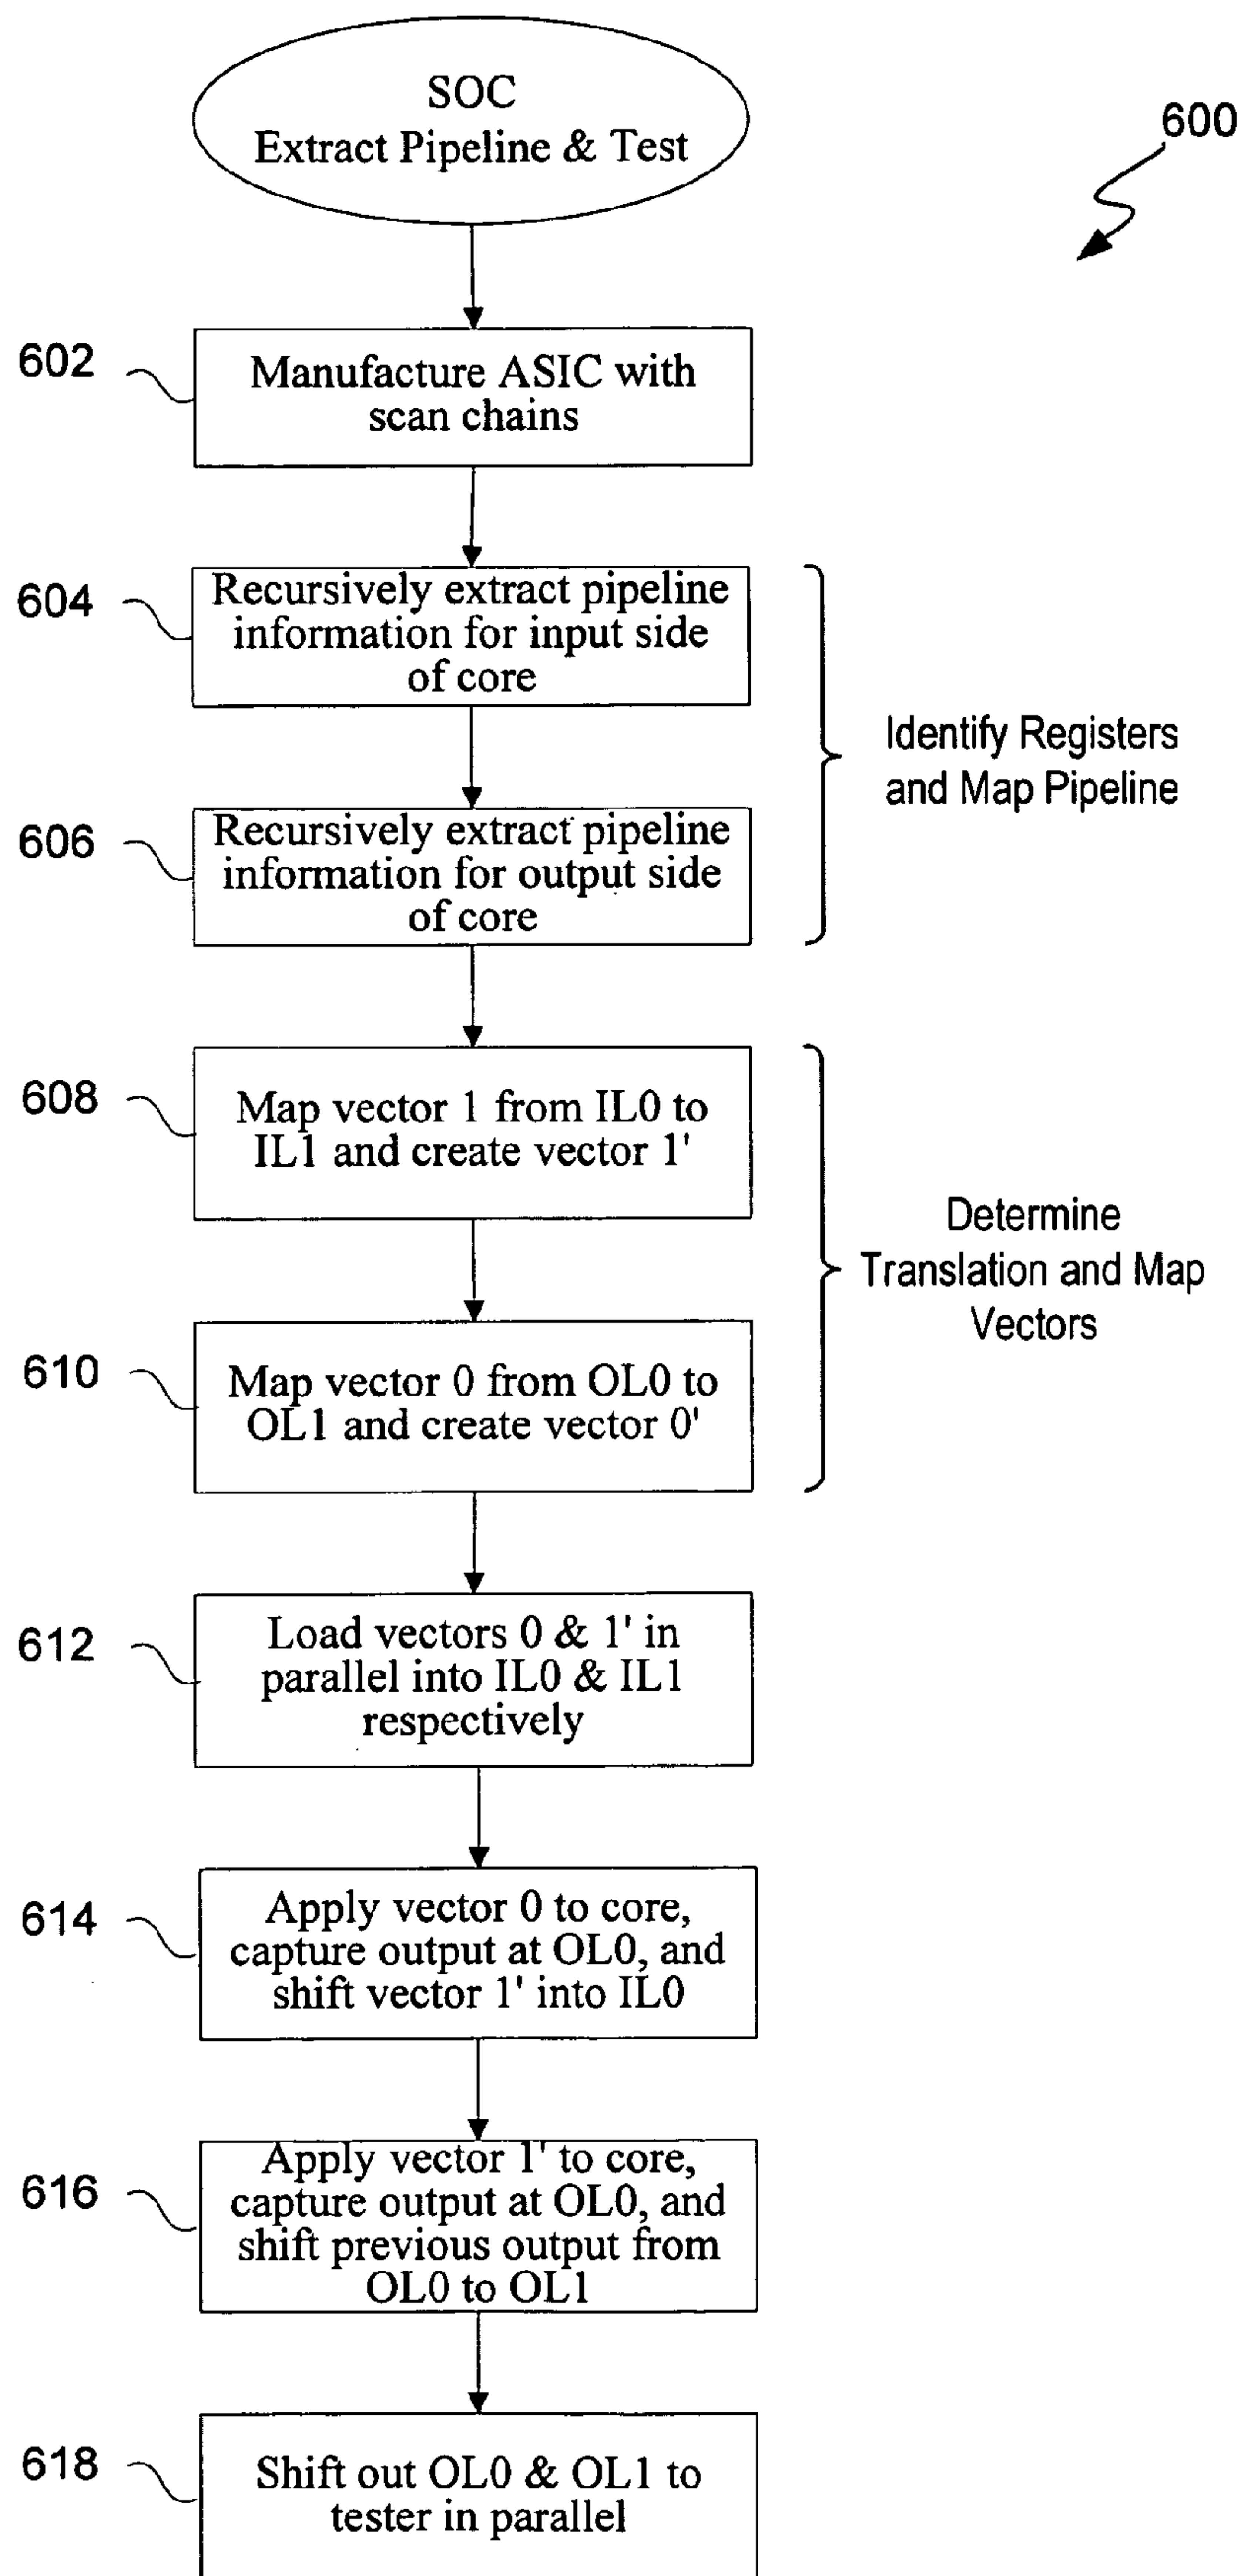 SOC
Extract Pipeline & Test
600
602
Manufacture ASIC with
scan chains
604
Recursively extract pipeline
information for input side
of core
Identify Registers
and Map Pipeline
606
Recursively extract pipeline
information for output side
of core
608
Map vector 1 from IL0 to
IL1 and create vector 1'
Determine
Translation and Map
Vectors
610
Map vector 0 from OL0 to
OL1 and create vector 0'
612
Load vectors 0 & 1' in
parallel into IL0 & IL1
respectively
614
Apply vector 0 to core,
capture output at OL0, and
shift vector 1' into IL0
616
Apply vector 1' to core,
capture output at OL0, and
shift previous output from
OL0 to OL1
618
Shift out OL0 & OL1 to
tester in parallel